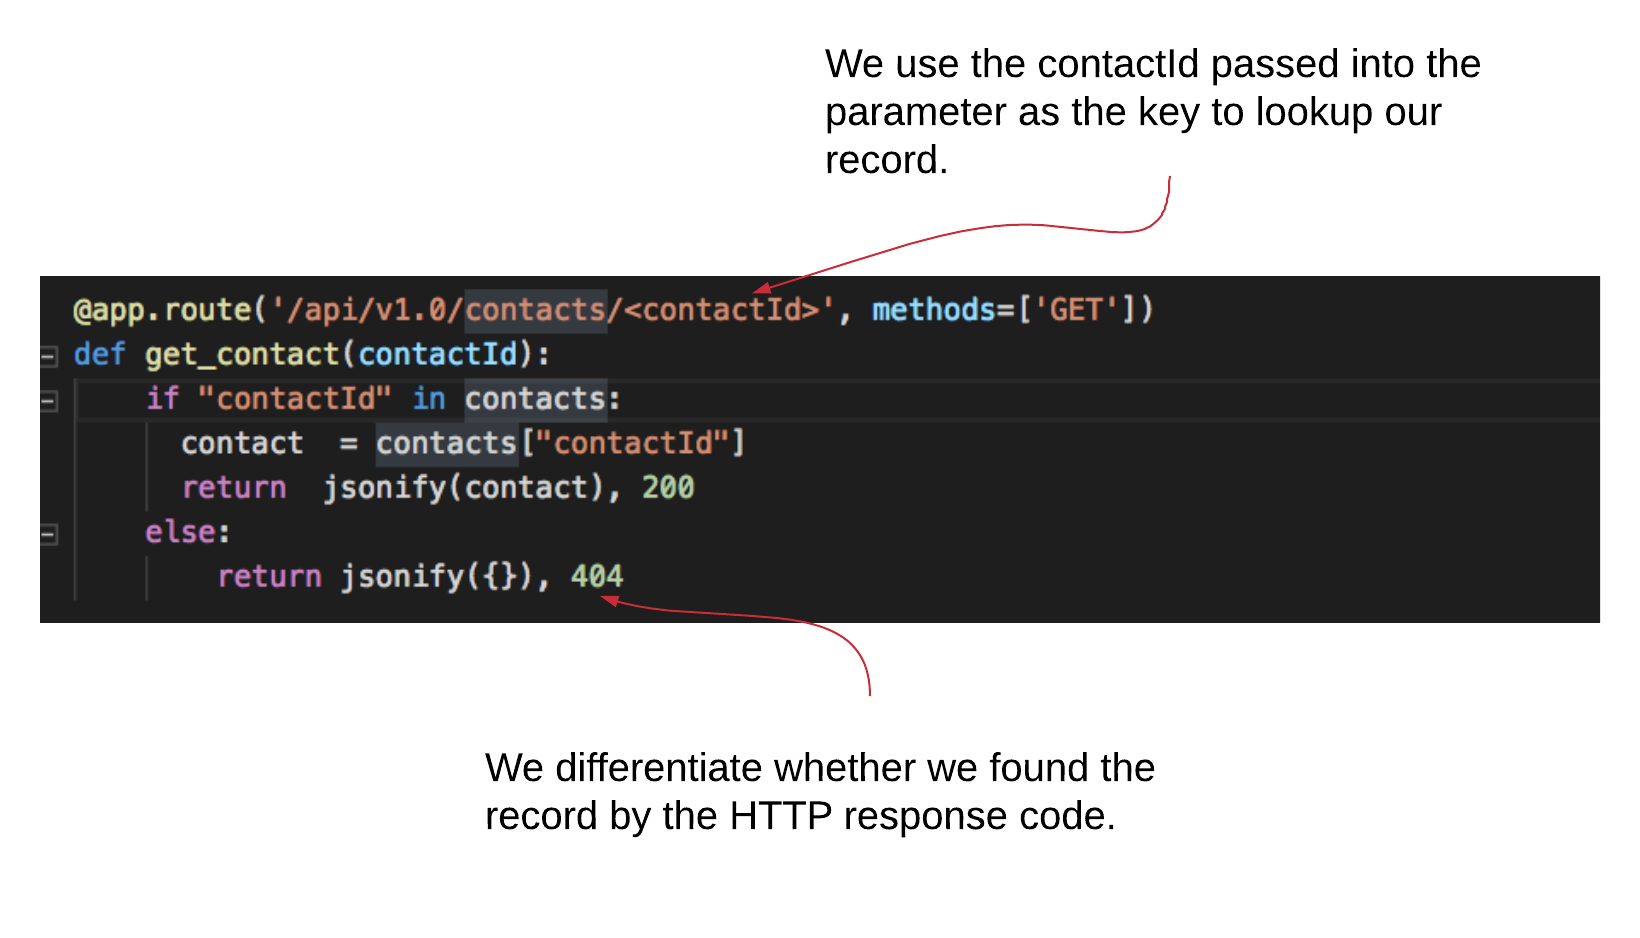 We use the contactId passed into the
parameter as the key to lookup our
record.
@app.route('/api/v1.0/contacts/<contactId>', methods=['GET'])
def get_contact(contactId):
    if "contactId" in contacts:
      contact  = contacts["contactId"]
      return  jsonify(contact), 200
    else:
        return jsonify({}), 404
We differentiate whether we found the
record by the HTTP response code.